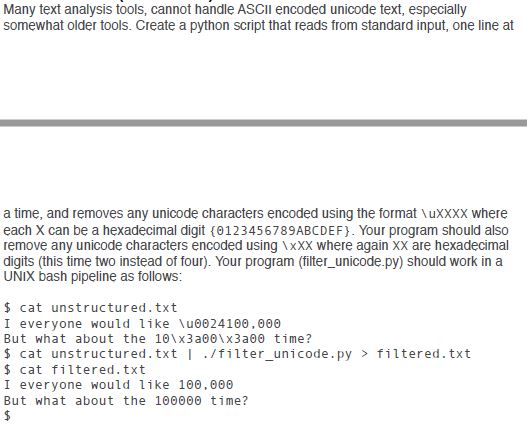 Many text analysis tools, cannot handle ASCII encoded unicode text, especially
somewhat older tools. Create a python script that reads from standard input, one line at
a time, and removes any unicode characters encoded using the format \uXXXX where
each X can be a hexadecimal digit {0123456789ABCDEF}. Your program should also
remove any unicode characters encoded using \xXX where again XX are hexadecimal
digits (this time two instead of four). Your program (filter_unicode.py) should work in a
UNIX bash pipeline as follows:
$ cat unstructured.txt
I everyone would like \u0024100,000
But what about the 10\x3a00\x3a00 time?
$ cat unstructured.txt | ./filter_unicode.py > filtered.txt
$ cat filtered.txt
I everyone would like 100,000
But what about the 100000 time?
$